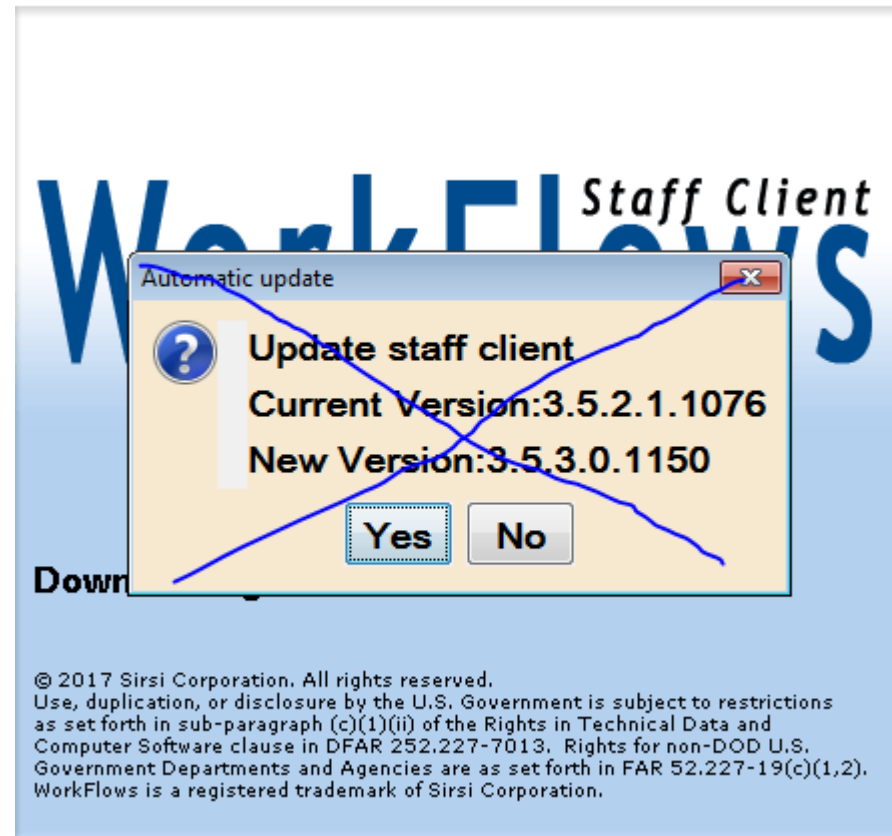 Staff Client
WorkFlows
Automatic update
Update staff client
Current Version:3.5.2.1.1076
New Version:3.5.3.0.1150
Yes No
© 2017 Sirsi Corporation. All rights reserved.
Use, duplication, or disclosure by the U.S. Government is subject to restrictions
as set forth in sub-paragraph (c)(1)(ii) of the Rights in Technical Data and
Computer Software clause in DFAR 252.227-7013. Rights for non-DOD U.S.
Government Departments and Agencies are as set forth in FAR 52.227-19(c)(1,2).
WorkFlows is a registered trademark of Sirsi Corporation.